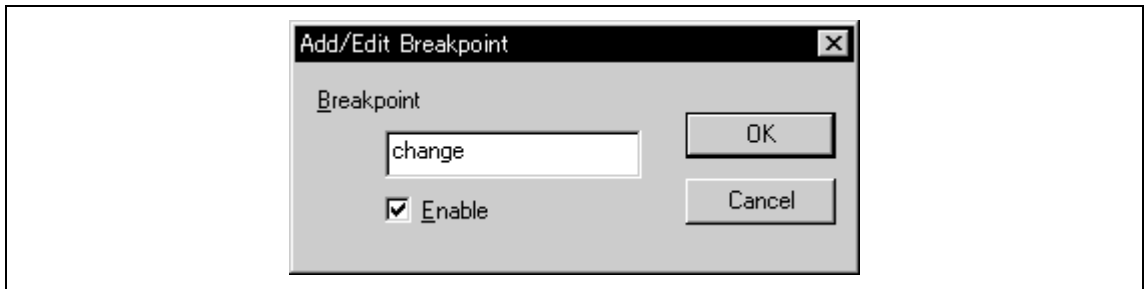 Add/Edit Breakpoint
Breakpoint
change
Enable
OK
Cancel